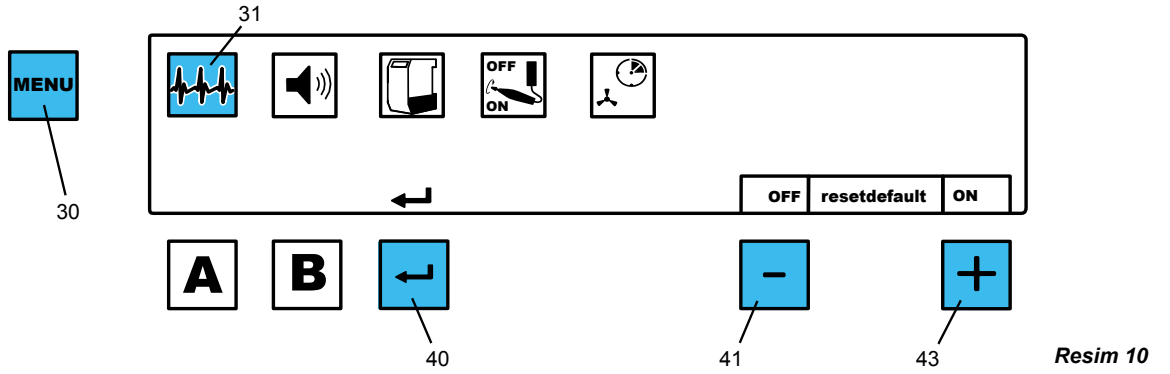 31
MENU
OFF
ON
30
OFF resetdefault ON
A B - +
40 41 43 Resim 10